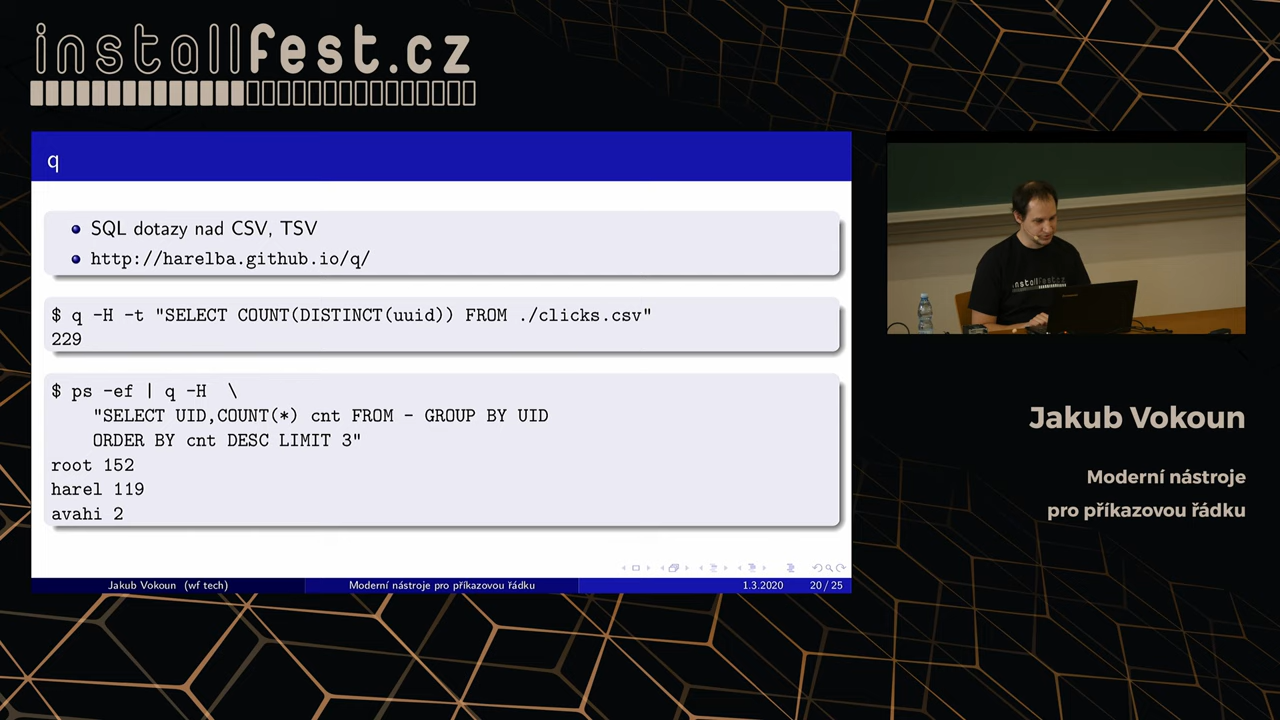 installfest.cz
q
SQL dotazy nad CSV, TSV
http://harelba.github.io/q/
$ q -H -t "SELECT COUNT(DISTINCT(uuid)) FROM ./clicks.csv"
229
$ ps -ef | q -H \
"SELECT UID,COUNT(*) cnt FROM - GROUP BY UID
ORDER BY cnt DESC LIMIT 3"
root 152
harel 119
avahi 2
Jakub Vokoun (wf tech)
Moderní nástroje pro příkazovou řádku
1.3.2020
20 / 25
installfest.cz
Jakub Vokoun
Moderní nástroje
pro příkazovou řádku